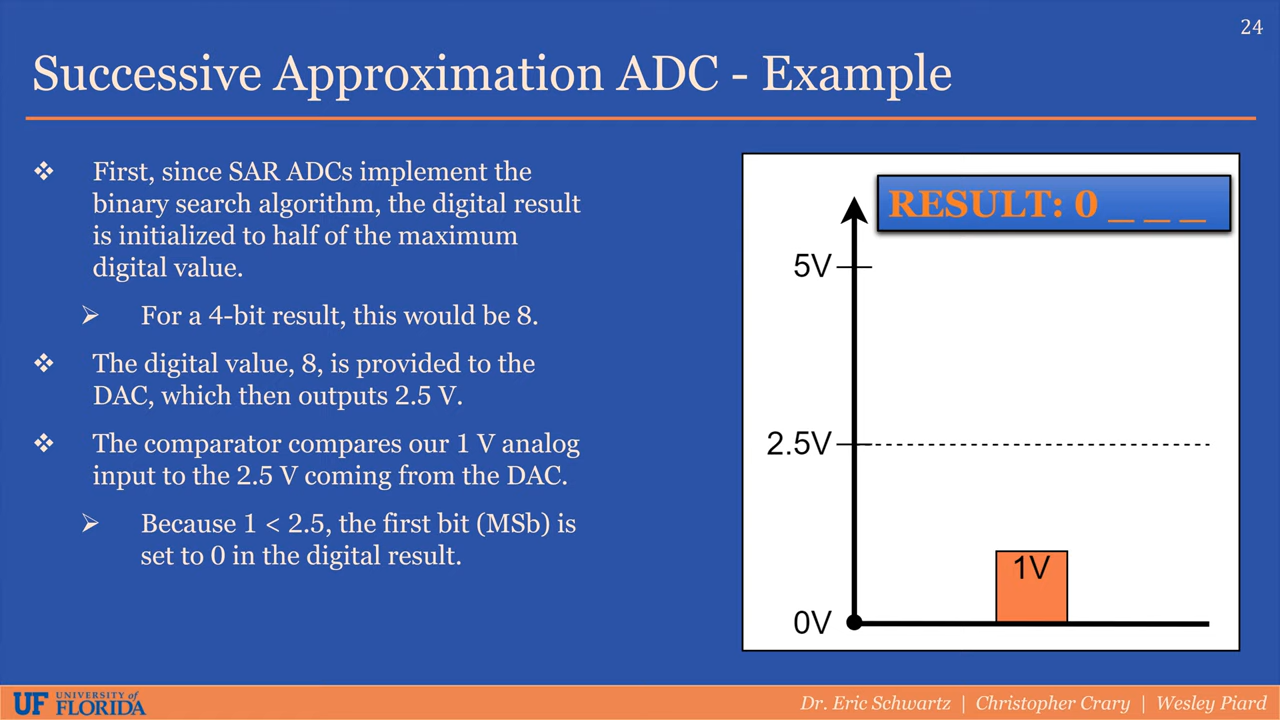 24
Successive Approximation ADC - Example
❖ First, since SAR ADCs implement the
binary search algorithm, the digital result
is initialized to half of the maximum
digital value.
➢ For a 4-bit result, this would be 8.
❖ The digital value, 8, is provided to the
DAC, which then outputs 2.5 V.
❖ The comparator compares our 1 V analog
input to the 2.5 V coming from the DAC.
➢ Because 1 < 2.5, the first bit (MSb) is
set to 0 in the digital result.
RESULT: 0 _ _ _
5V
2.5V
1V
0V
UF UNIVERSITY of
FLORIDA
Dr. Eric Schwartz | Christopher Crary | Wesley Piard